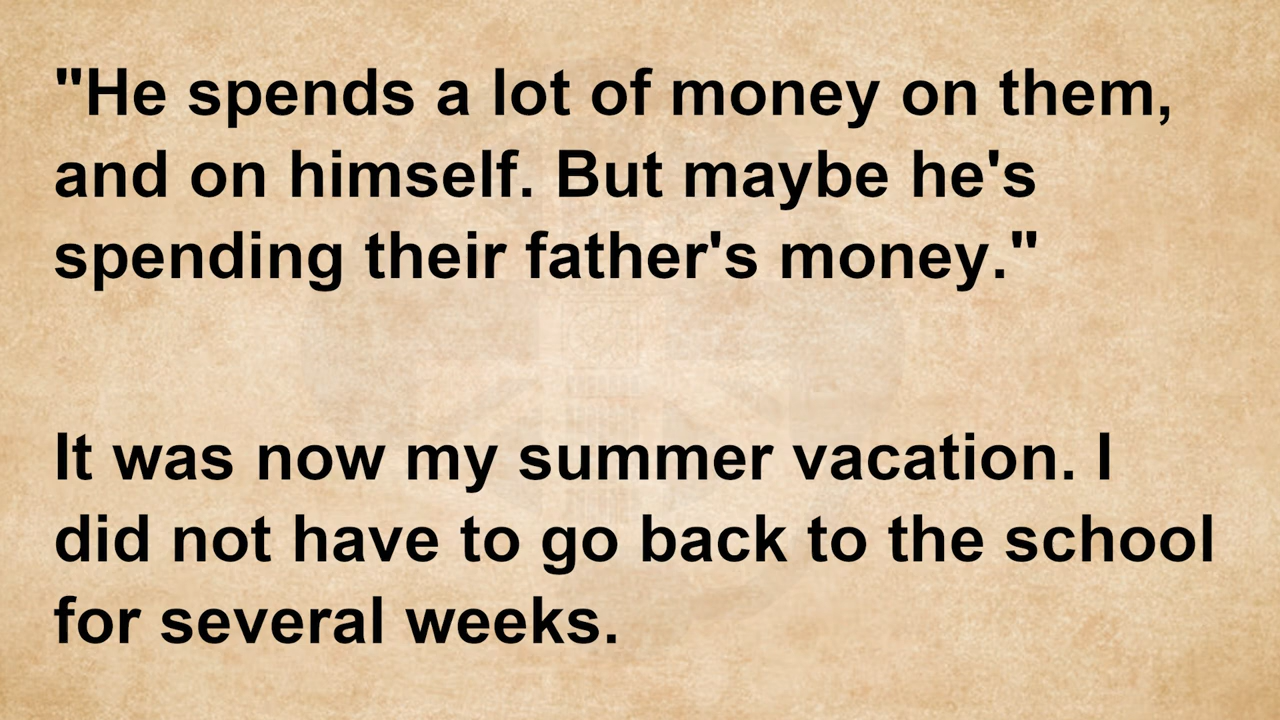 "He spends a lot of money on them,
and on himself. But maybe he's
spending their father's money."
It was now my summer vacation. I
did not have to go back to the school
for several weeks.